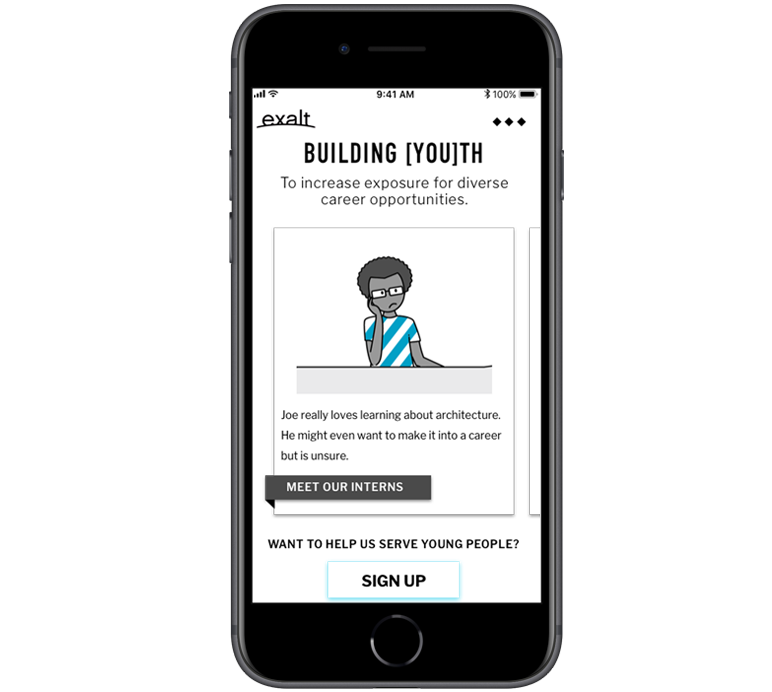 9:41 AM
100%
exalt
BUILDING [YOU]TH
To increase exposure for diverse
career opportunities.
Joe really loves learning about architecture.
He might even want to make it into a career
but is unsure.
MEET OUR INTERNS
WANT TO HELP US SERVE YOUNG PEOPLE?
SIGN UP